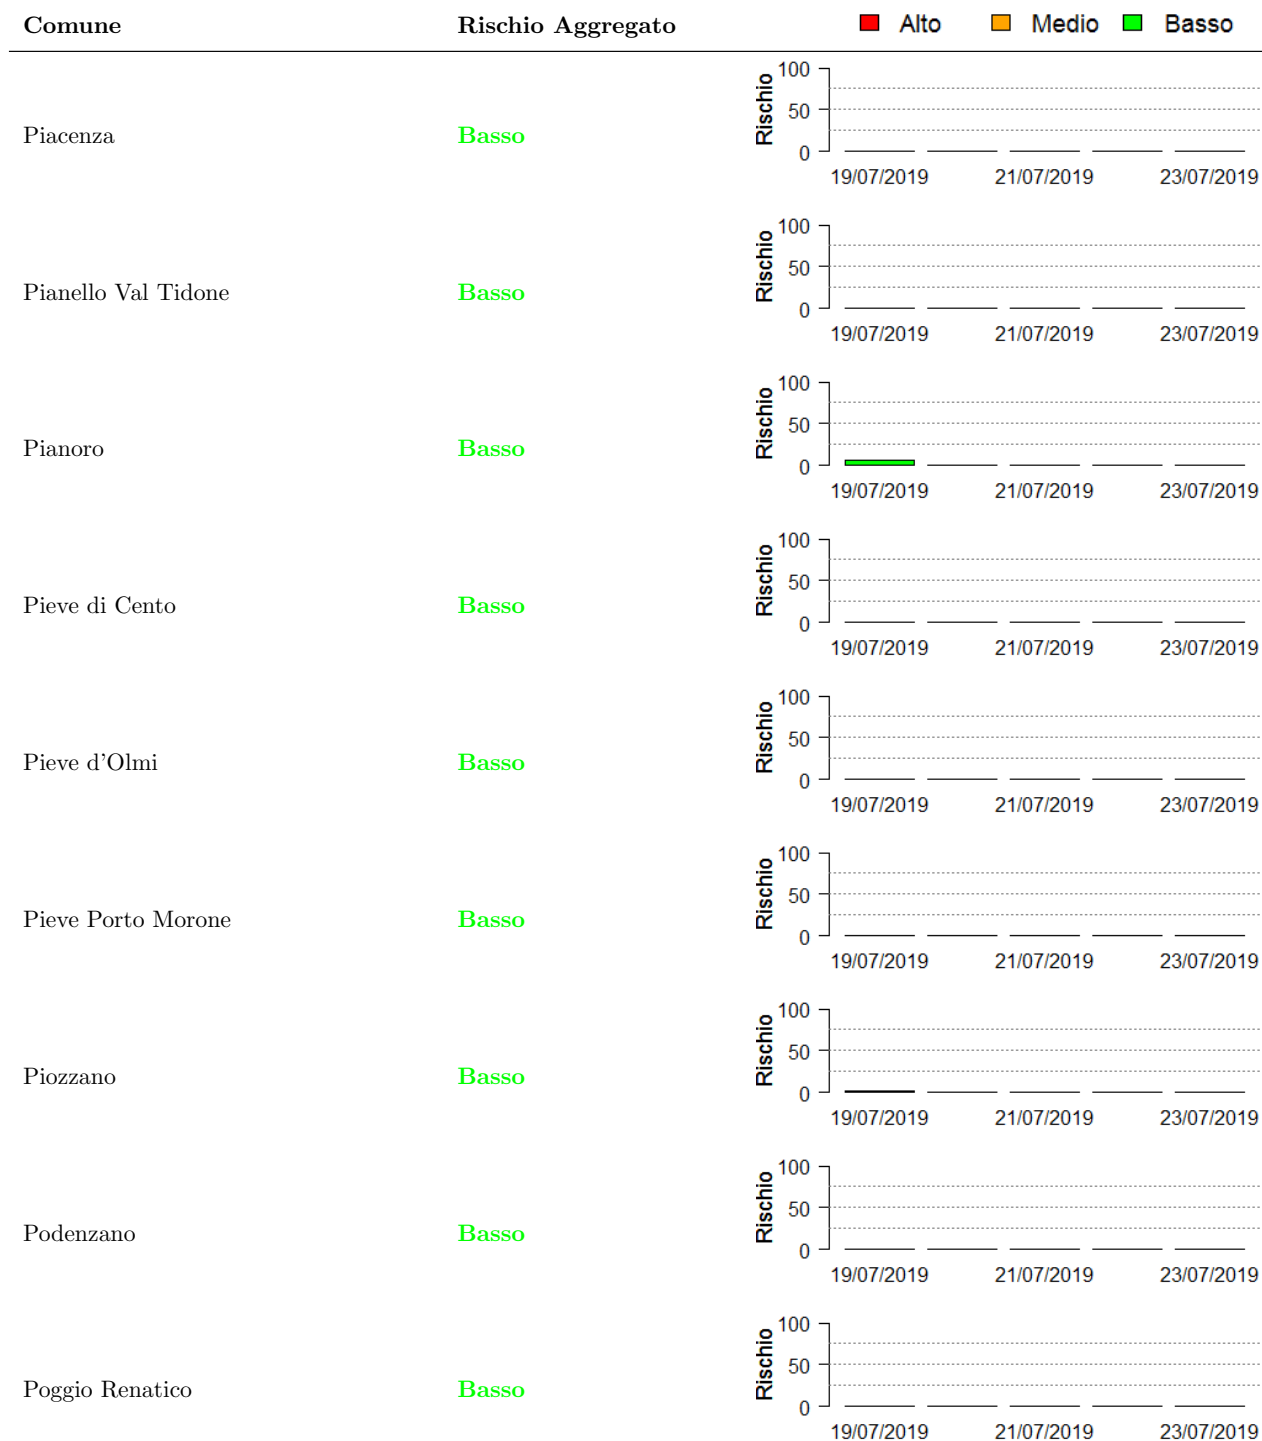 Comune Rischio Aggregato Alto Medio Basso
Piacenza Basso Rischio 100 50 0
19/07/2019 21/07/2019 23/07/2019
Pianello Val Tidone Basso Rischio 100 50 0
19/07/2019 21/07/2019 23/07/2019
Pianoro Basso Rischio 100 50 0
19/07/2019 21/07/2019 23/07/2019
Pieve di Cento Basso Rischio 100 50 0
19/07/2019 21/07/2019 23/07/2019
Pieve d'Olmi Basso Rischio 100 50 0
19/07/2019 21/07/2019 23/07/2019
Pieve Porto Morone Basso Rischio 100 50 0
19/07/2019 21/07/2019 23/07/2019
Piozzano Basso Rischio 100 50 0
19/07/2019 21/07/2019 23/07/2019
Podenzano Basso Rischio 100 50 0
19/07/2019 21/07/2019 23/07/2019
Poggio Renatico Basso Rischio 100 50 0
19/07/2019 21/07/2019 23/07/2019